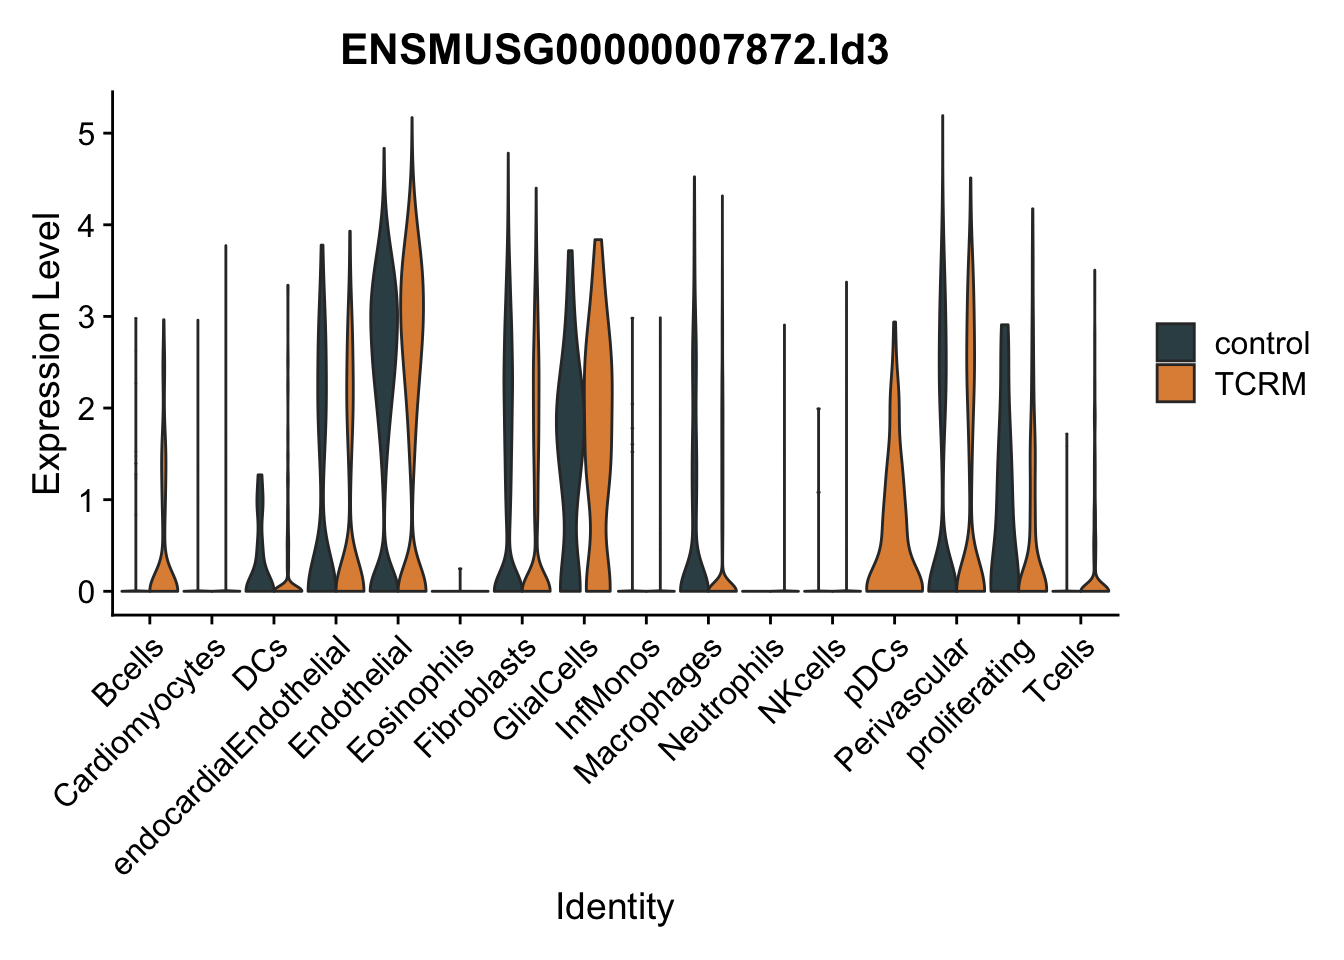 ENSMUSG00000007872.Id3
Expression Level
5
4
3
2
1
0
Bcells
Cardiomyocytes
DCs
endocardialEndothelial
Endothelial
Eosinophils
Fibroblasts
GlialCells
InfMonos
Macrophages
Neutrophils
NKcells
pDCs
Perivascular
proliferating
Tcells
Identity
control
TCRM